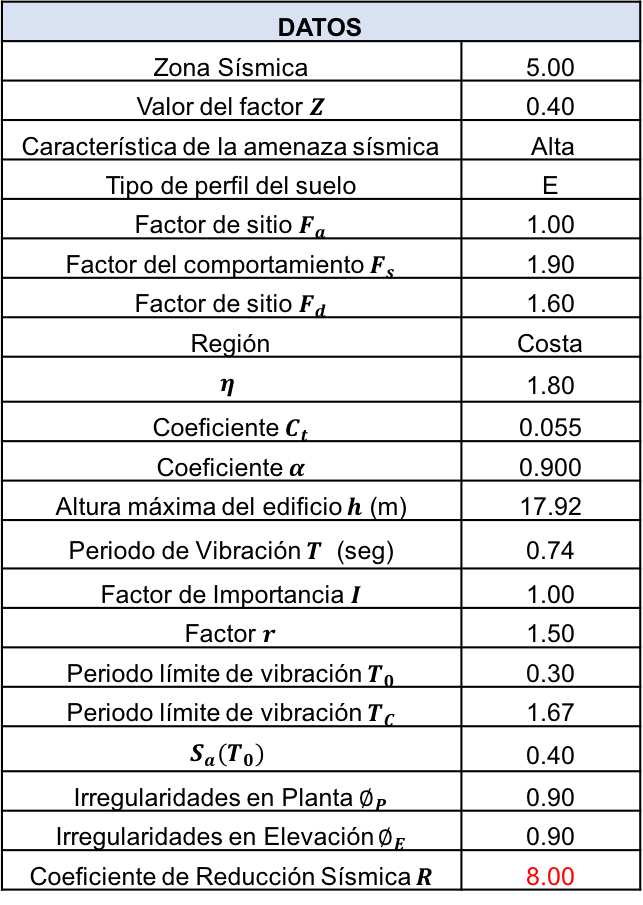 DATOS
Zona Sísmica 5.00
Valor del factor Z 0.40
Característica de la amenaza sísmica Alta
Tipo de perfil del suelo E
Factor de sitio Fa 1.00
Factor del comportamiento Fs 1.90
Factor de sitio Fd 1.60
Región Costa
η 1.80
Coeficiente Ct 0.055
Coeficiente α 0.900
Altura máxima del edificio h (m) 17.92
Periodo de Vibración T (seg) 0.74
Factor de Importancia I 1.00
Factor r 1.50
Periodo límite de vibración T0 0.30
Periodo límite de vibración TC 1.67
Sa(T0) 0.40
Irregularidades en Planta ∅P 0.90
Irregularidades en Elevación ∅E 0.90
Coeficiente de Reducción Sísmica R 8.00